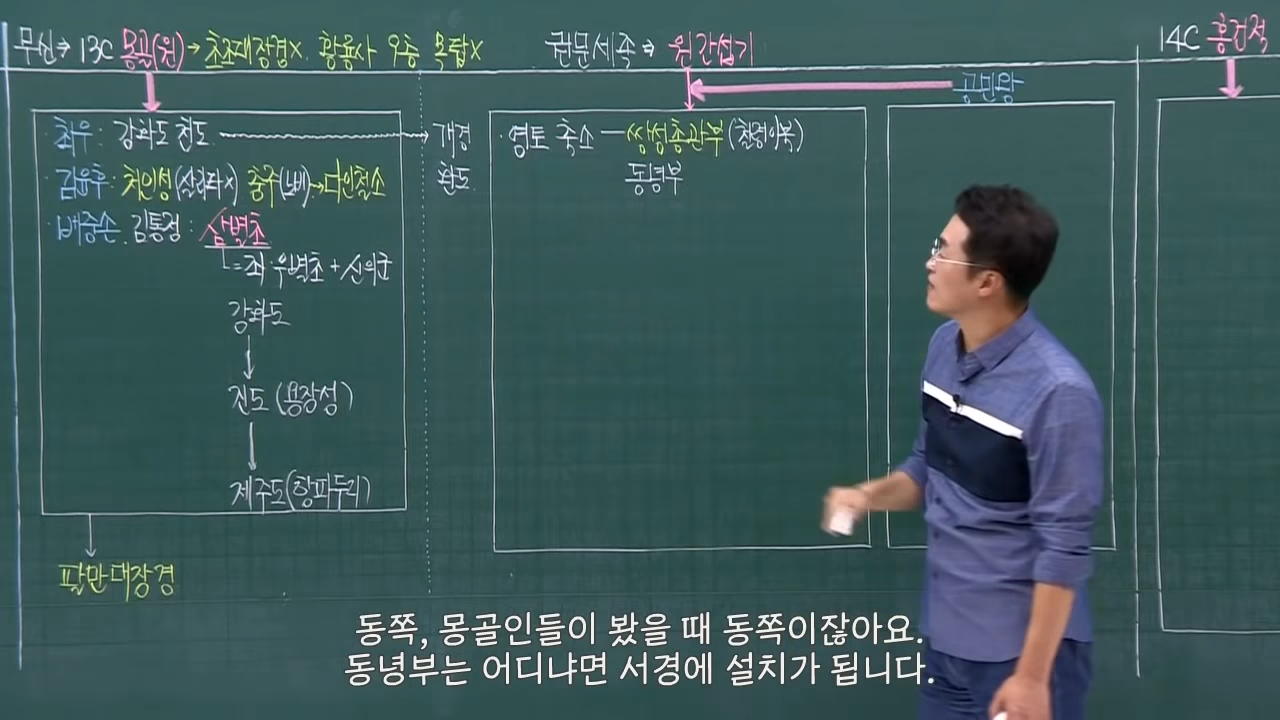 무신→ 13C 몽골(원)→ 초조대장경X. 황룡사 9층 목탑X
권문세족 → 원간섭기
14C 홍건적
공민왕
최우: 강화도 천도
개경
환도
김윤후: 처인성(살리타X) 충주(노비)→다인철소
배중손. 김통정: 삼별초
=좌·우별초+신의군
강화도
진도(용장성)
제주도(항파두리)
팔만대장경
· 영토 축소 — 쌍성총관부(철령이북)
동녕부
동쪽, 몽골인들이 봤을 때 동쪽이잖아요.
동녕부는 어디냐면 서경에 설치가 됩니다.